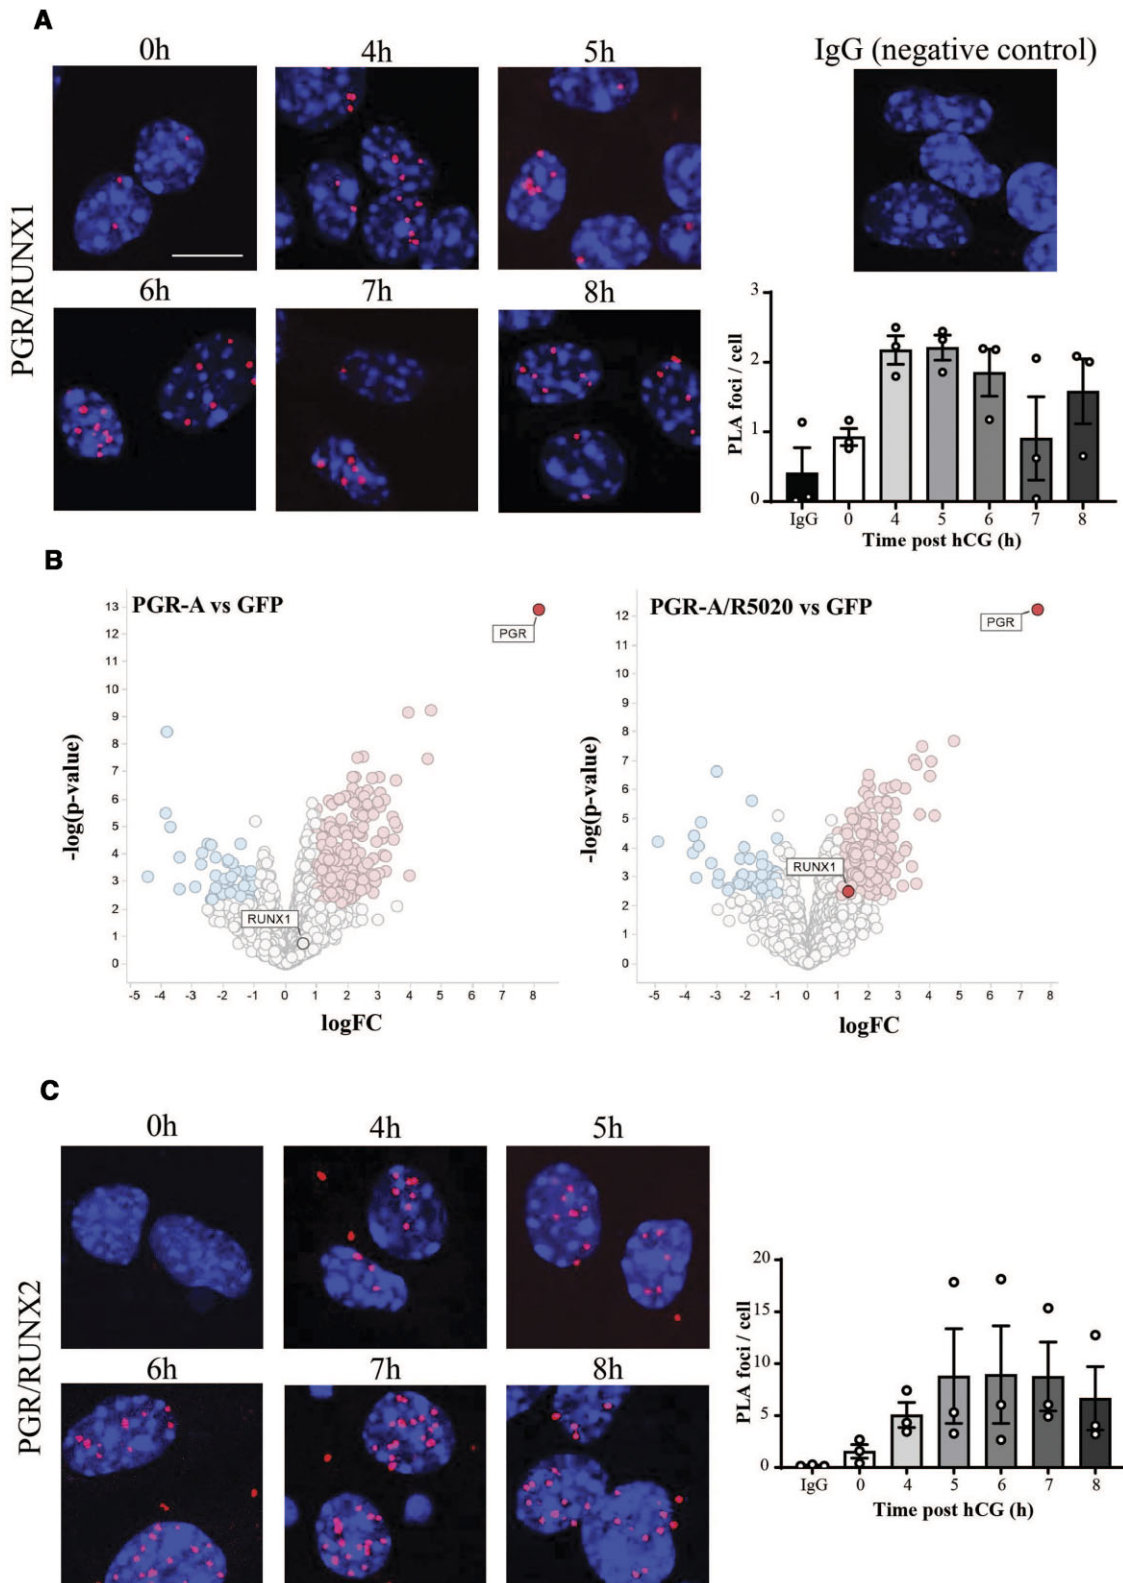 A
0h
4h
5h
IgG (negative control)
PGR/RUNX1
6h
7h
8h
3
2
1
0
PLA foci / cell
IgG 0 4 5 6 7 8
Time post hCG (h)
B
PGR-A vs GFP
13
12
11
10
9
8
7
6
5
4
3
2
1
0
-log(p-value)
PGR
RUNX1
-5 -4 -3 -2 -1 0 1 2 3 4 5 6 7 8
logFC
PGR-A/R5020 vs GFP
12
11
10
9
8
7
6
5
4
3
2
1
0
-log(p-value)
PGR
RUNX1
-5 -4 -3 -2 -1 0 1 2 3 4 5 6 7 8
logFC
C
0h
4h
5h
PGR/RUNX2
6h
7h
8h
20
15
10
5
0
PLA foci / cell
IgG 0 4 5 6 7 8
Time post hCG (h)